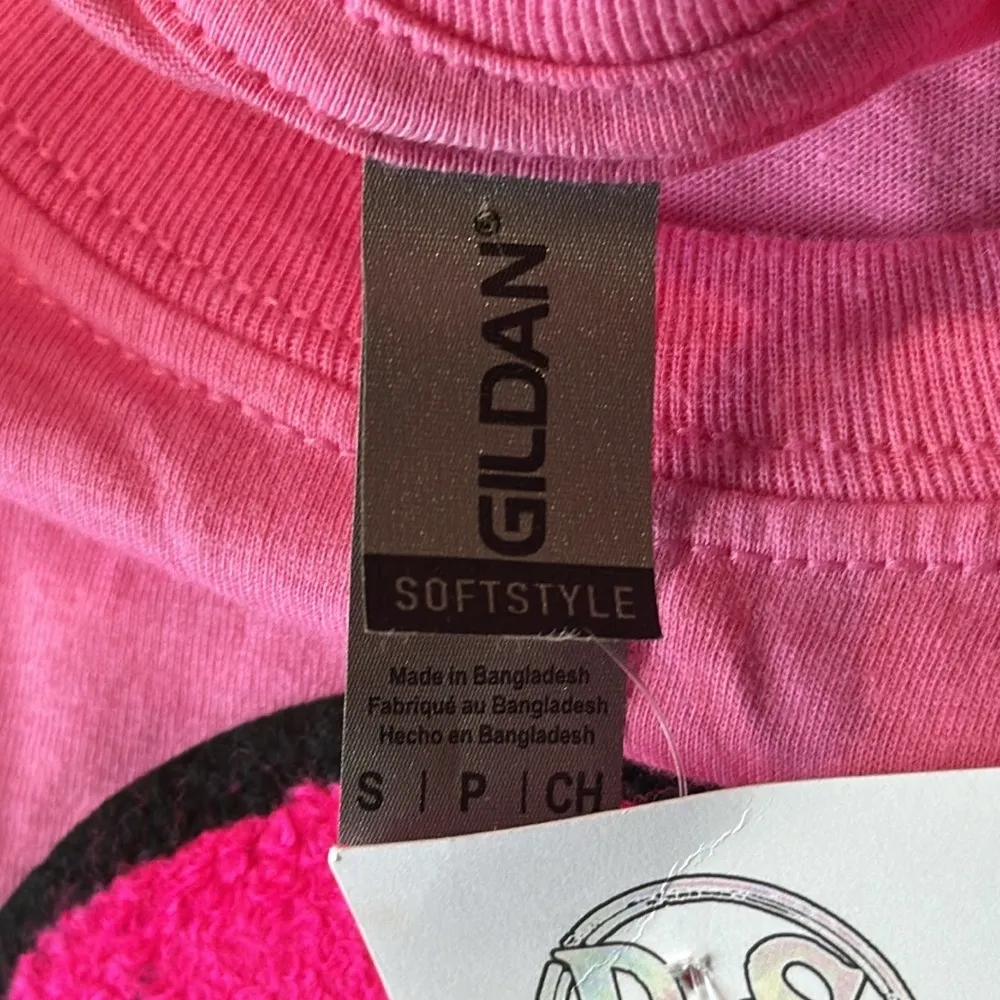 GILDAN®
SOFTSTYLE
Made in Bangladesh
Fabriqué au Bangladesh
Hecho en Bangladesh
S | P | CH